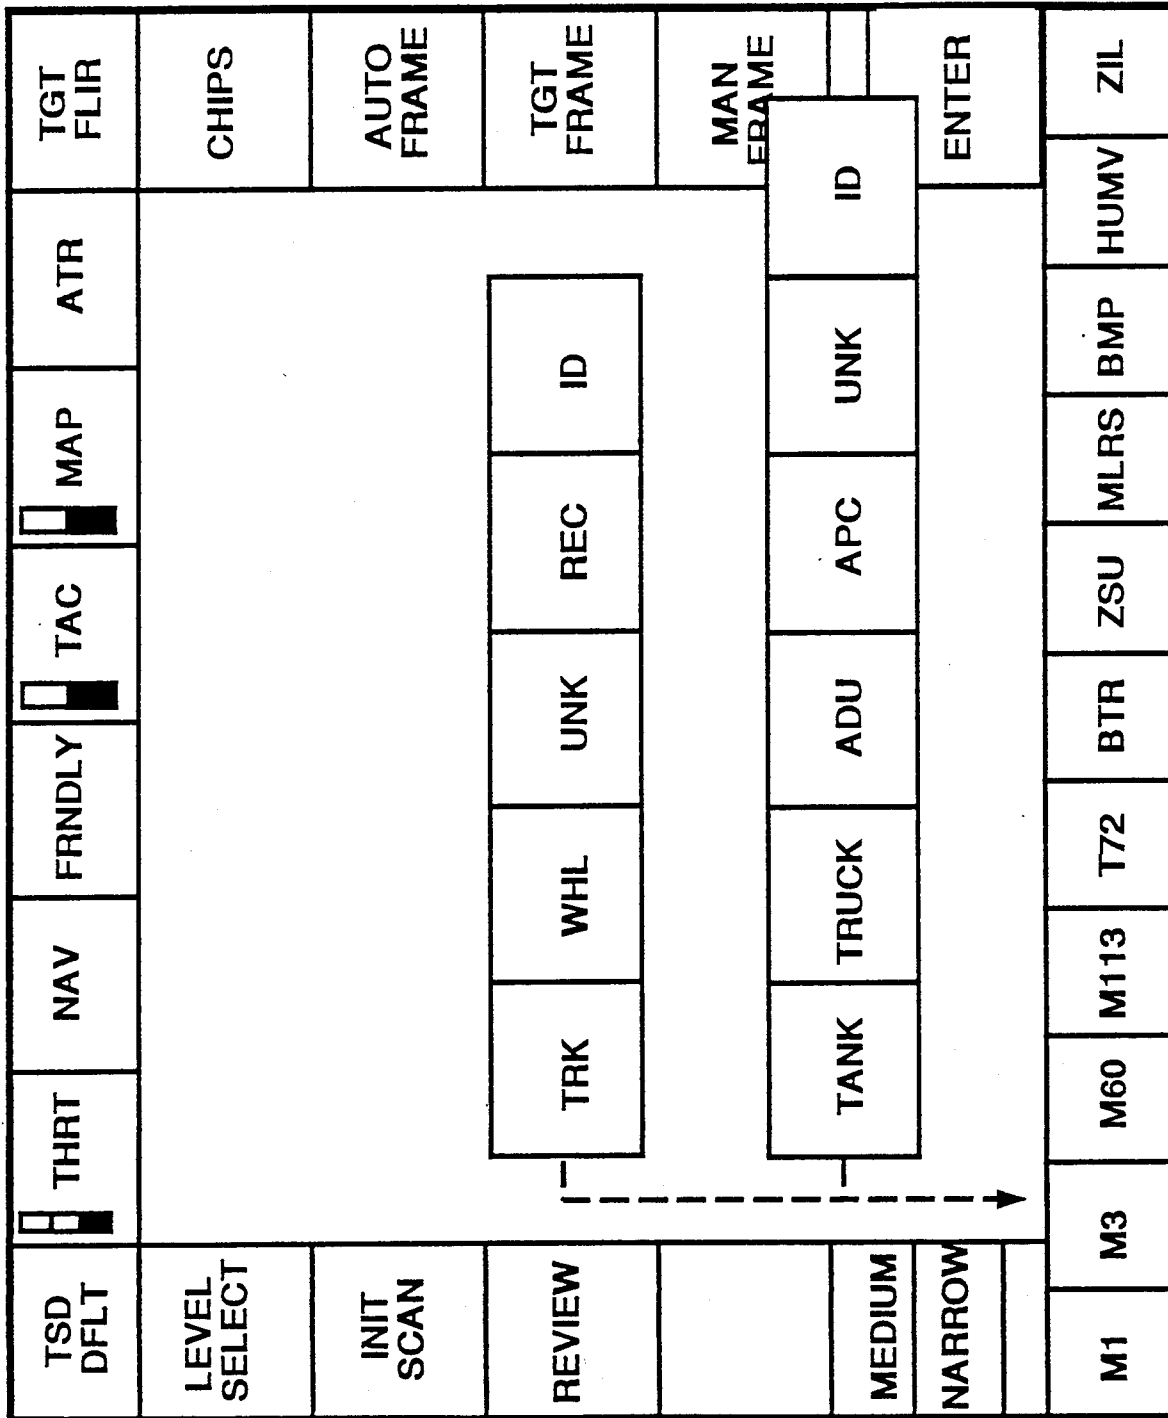 TSD
DFLT
THRT
NAV
FRNDLY
TAC
MAP
ATR
TGT
FLIR
LEVEL
SELECT
CHIPS
INIT
SCAN
AUTO
FRAME
REVIEW
TRK
WHL
UNK
REC
ID
TGT
FRAME
MAN
FRAME
MEDIUM
TANK
TRUCK
ADU
APC
UNK
ID
NARROW
ENTER
M1
M3
M60
M113
T72
BTR
ZSU
MLRS
BMP
HUMV
ZIL